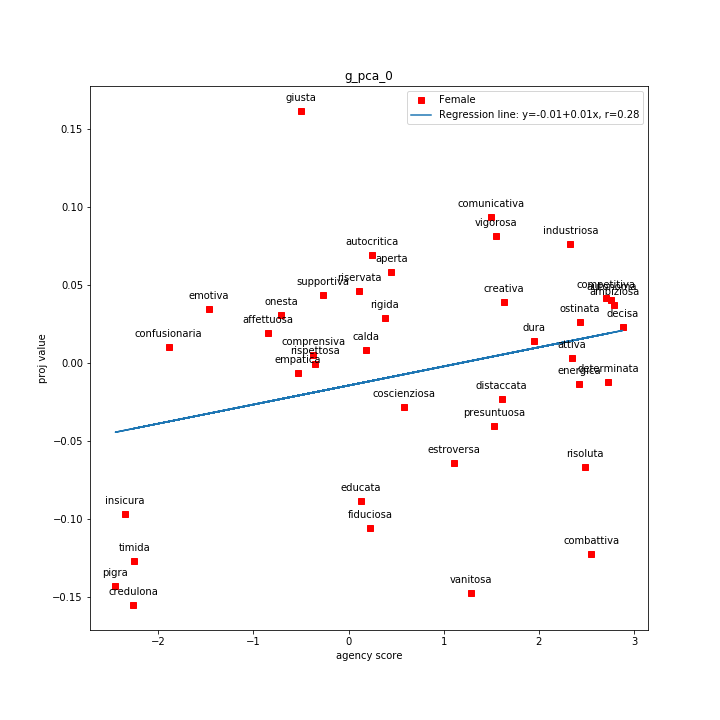 g_pca_0
Female
Regression line: y=-0.01+0.01x, r=0.28
giusta
0.15
comunicativa
0.10
vigorosa
industriosa
autocritica
aperta
riservata
supportiva
competitiva
autonoma
ambiziosa
creativa
0.05
emotiva
onesta
rigida
ostinata
decisa
affettuosa
dura
confusionaria
comprensiva
calda
rispettosa
attiva
0.00
empatica
energica
determinata
coscienziosa
distaccata
presuntuosa
−0.05
estroversa
risoluta
educata
insicura
−0.10
fiduciosa
combattiva
timida
pigra
vanitosa
credulona
−0.15
proj value
−2
−1
0
1
2
3
agency score